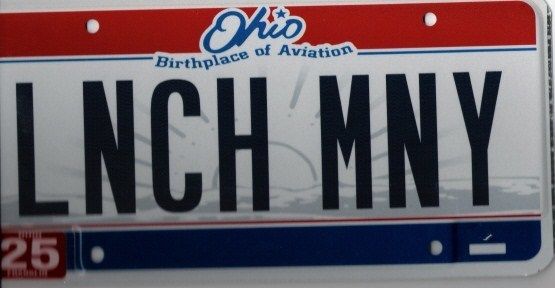 Ohio
Birthplace of Aviation
LNCH MNY
25